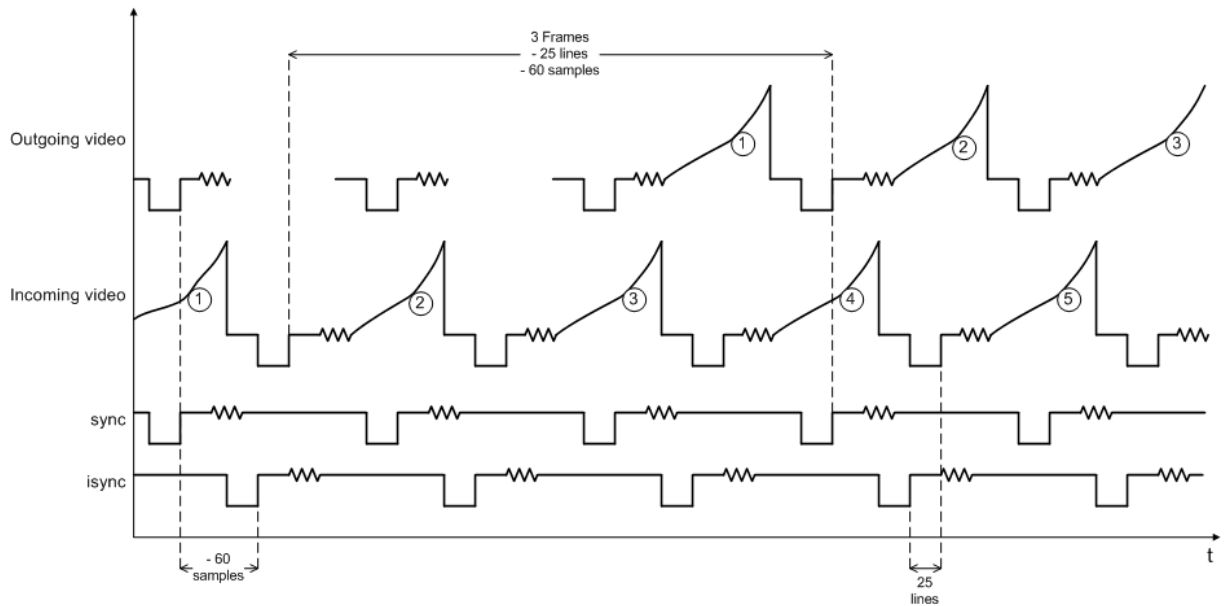 3 Frames
- 25 lines
- 60 samples
Outgoing video
1
2
3
Incoming video
1
2
3
4
5
sync
isync
- 60
samples
25
lines
t